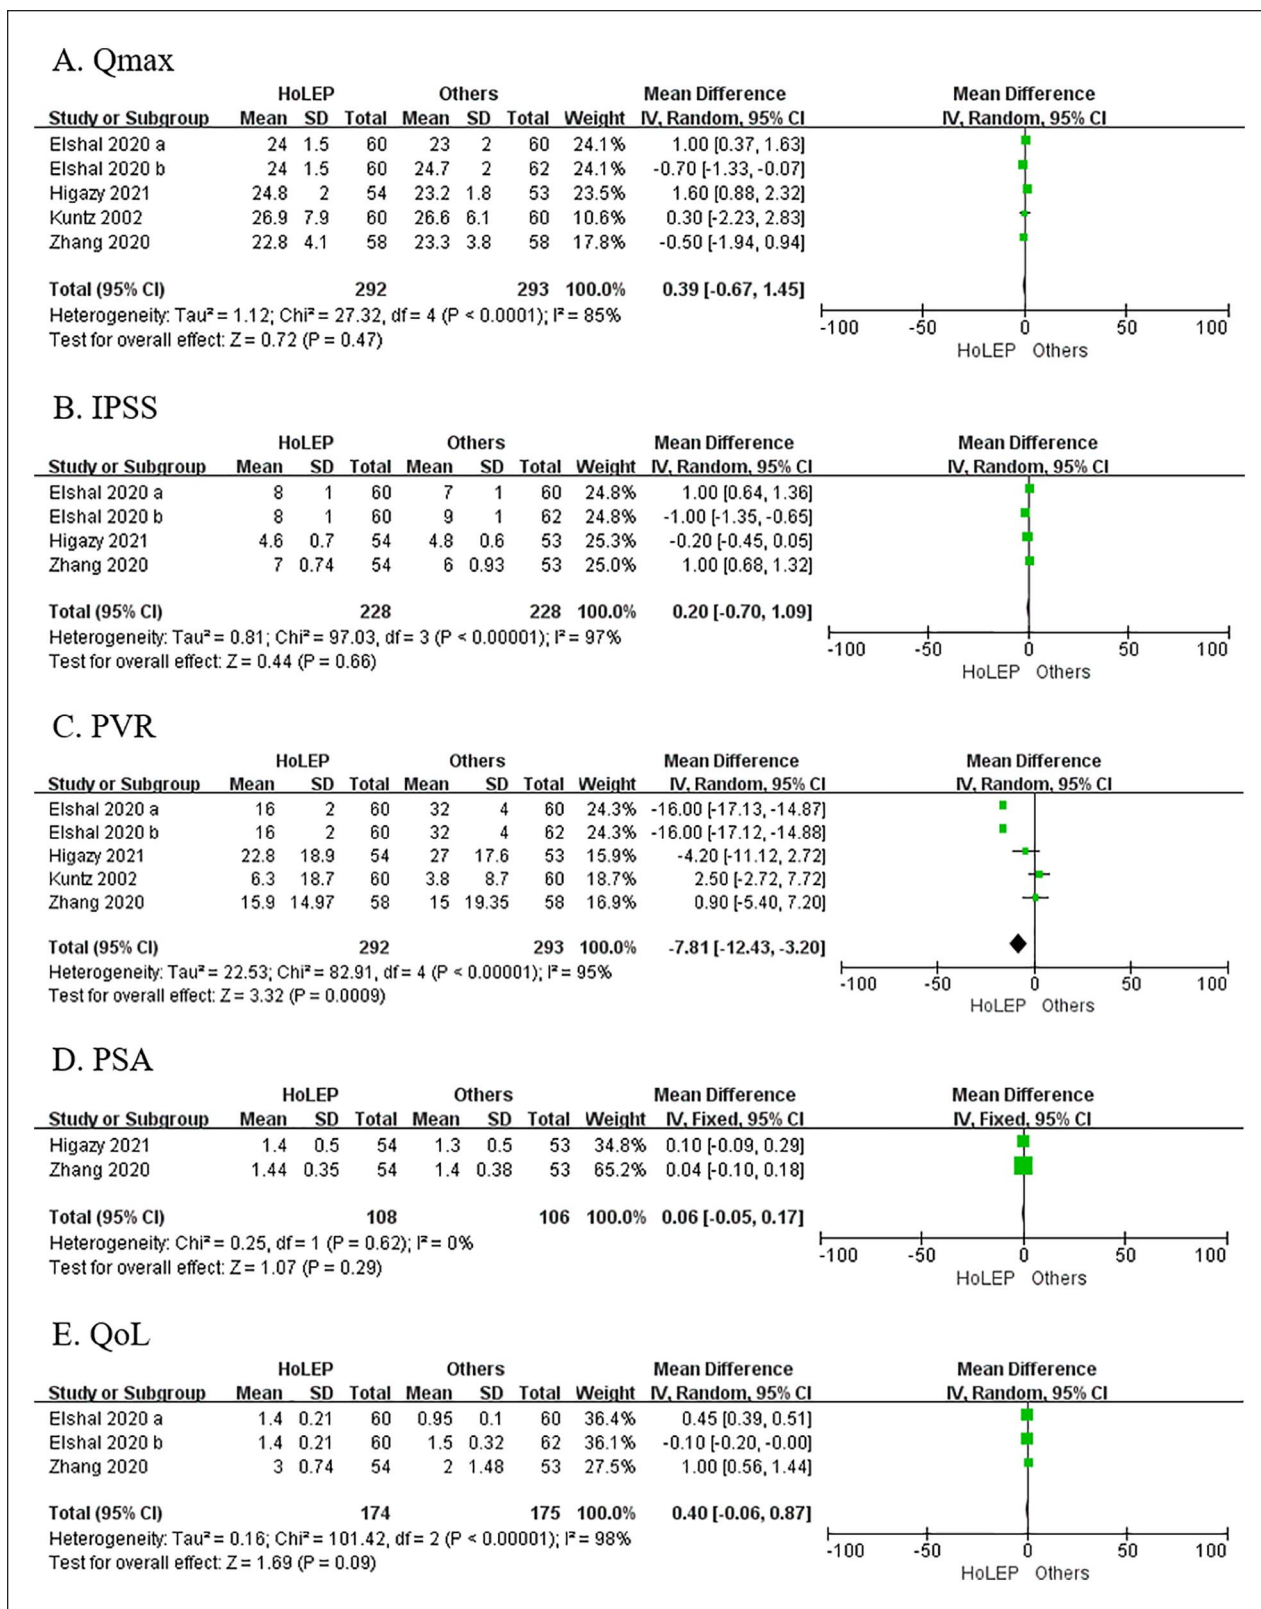 A. Qmax
HoLEP Others Mean Difference Mean Difference
Study or Subgroup Mean SD Total Mean SD Total Weight IV, Random, 95% CI IV, Random, 95% CI
Elshal 2020 a 24 1.5 60 23 2 60 24.1% 1.00 [0.37, 1.63]
Elshal 2020 b 24 1.5 60 24.7 2 62 24.1% -0.70 [-1.33, -0.07]
Higazy 2021 24.8 2 54 23.2 1.8 53 23.5% 1.60 [0.88, 2.32]
Kuntz 2002 26.9 7.9 60 26.6 6.1 60 10.6% 0.30 [-2.23, 2.83]
Zhang 2020 22.8 4.1 58 23.3 3.8 58 17.8% -0.50 [-1.94, 0.94]
Total (95% CI) 292 293 100.0% 0.39 [-0.67, 1.45]
Heterogeneity: Tau² = 1.12; Chi² = 27.32, df = 4 (P < 0.0001); I² = 85%
Test for overall effect: Z = 0.72 (P = 0.47)
-100 -50 0 50 100
HoLEP Others
B. IPSS
HoLEP Others Mean Difference Mean Difference
Study or Subgroup Mean SD Total Mean SD Total Weight IV, Random, 95% CI IV, Random, 95% CI
Elshal 2020 a 8 1 60 7 1 60 24.8% 1.00 [0.64, 1.36]
Elshal 2020 b 8 1 60 9 1 62 24.8% -1.00 [-1.35, -0.65]
Higazy 2021 4.6 0.7 54 4.8 0.6 53 25.3% -0.20 [-0.45, 0.05]
Zhang 2020 7 0.74 54 6 0.93 53 25.0% 1.00 [0.68, 1.32]
Total (95% CI) 228 228 100.0% 0.20 [-0.70, 1.09]
Heterogeneity: Tau² = 0.81; Chi² = 97.03, df = 3 (P < 0.00001); I² = 97%
Test for overall effect: Z = 0.44 (P = 0.66)
-100 -50 0 50 100
HoLEP Others
C. PVR
HoLEP Others Mean Difference Mean Difference
Study or Subgroup Mean SD Total Mean SD Total Weight IV, Random, 95% CI IV, Random, 95% CI
Elshal 2020 a 16 2 60 32 4 60 24.3% -16.00 [-17.13, -14.87]
Elshal 2020 b 16 2 60 32 4 62 24.3% -16.00 [-17.12, -14.88]
Higazy 2021 22.8 18.9 54 27 17.6 53 15.9% -4.20 [-11.12, 2.72]
Kuntz 2002 6.3 18.7 60 3.8 8.7 60 18.7% 2.50 [-2.72, 7.72]
Zhang 2020 15.9 14.97 58 15 19.35 58 16.9% 0.90 [-5.40, 7.20]
Total (95% CI) 292 293 100.0% -7.81 [-12.43, -3.20]
Heterogeneity: Tau² = 22.53; Chi² = 82.91, df = 4 (P < 0.00001); I² = 95%
Test for overall effect: Z = 3.32 (P = 0.0009)
-100 -50 0 50 100
HoLEP Others
D. PSA
HoLEP Others Mean Difference Mean Difference
Study or Subgroup Mean SD Total Mean SD Total Weight IV, Fixed, 95% CI IV, Fixed, 95% CI
Higazy 2021 1.4 0.5 54 1.3 0.5 53 34.8% 0.10 [-0.09, 0.29]
Zhang 2020 1.44 0.35 54 1.4 0.38 53 65.2% 0.04 [-0.10, 0.18]
Total (95% CI) 108 106 100.0% 0.06 [-0.05, 0.17]
Heterogeneity: Chi² = 0.25, df = 1 (P = 0.62); I² = 0%
Test for overall effect: Z = 1.07 (P = 0.29)
-100 -50 0 50 100
HoLEP Others
E. QoL
HoLEP Others Mean Difference Mean Difference
Study or Subgroup Mean SD Total Mean SD Total Weight IV, Random, 95% CI IV, Random, 95% CI
Elshal 2020 a 1.4 0.21 60 0.95 0.1 60 36.4% 0.45 [0.39, 0.51]
Elshal 2020 b 1.4 0.21 60 1.5 0.32 62 36.1% -0.10 [-0.20, -0.00]
Zhang 2020 3 0.74 54 2 1.48 53 27.5% 1.00 [0.56, 1.44]
Total (95% CI) 174 175 100.0% 0.40 [-0.06, 0.87]
Heterogeneity: Tau² = 0.16; Chi² = 101.42, df = 2 (P < 0.00001); I² = 98%
Test for overall effect: Z = 1.69 (P = 0.09)
-100 -50 0 50 100
HoLEP Others